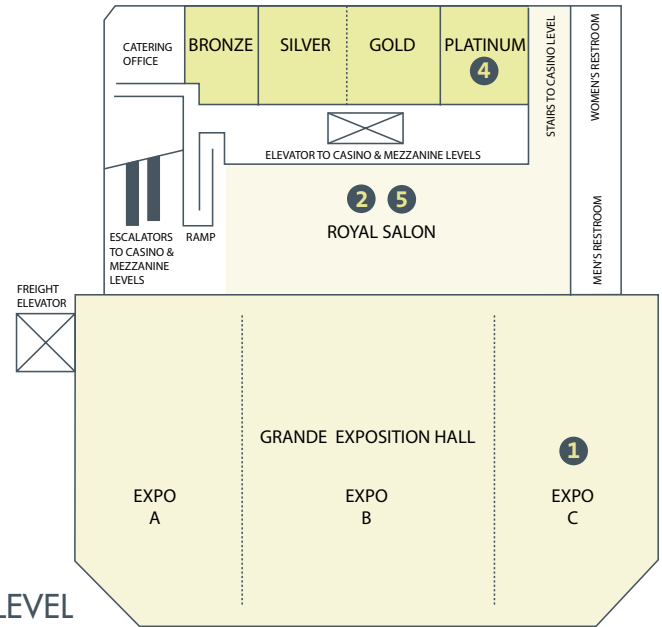 CATERING
OFFICE
BRONZE
SILVER
GOLD
PLATINUM
4
STAIRS TO CASINO LEVEL
WOMEN'S RESTROOM
ELEVATOR TO CASINO & MEZZANINE LEVELS
2 5
ROYAL SALON
ESCALATORS
TO CASINO &
MEZZANINE
LEVELS
RAMP
MEN'S RESTROOM
FREIGHT
ELEVATOR
GRANDE EXPOSITION HALL
1
EXPO
A
EXPO
B
EXPO
C
LEVEL